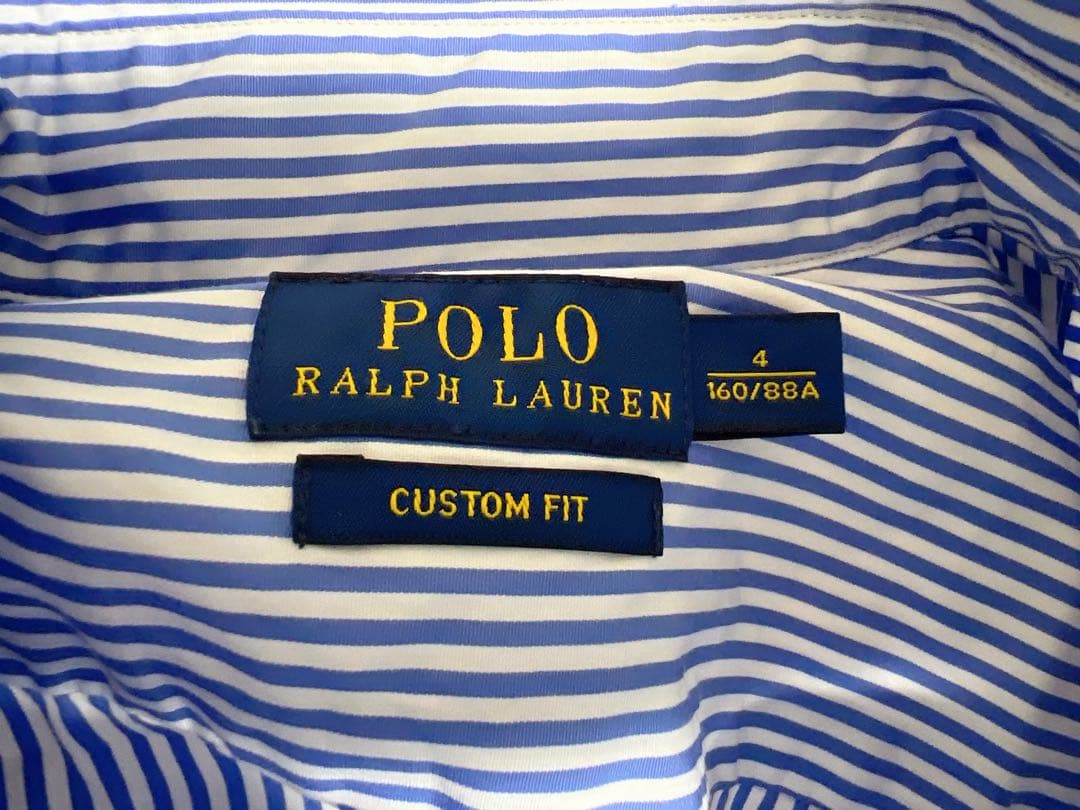 POLO
RALPH LAUREN
4
160/88A
CUSTOM FIT